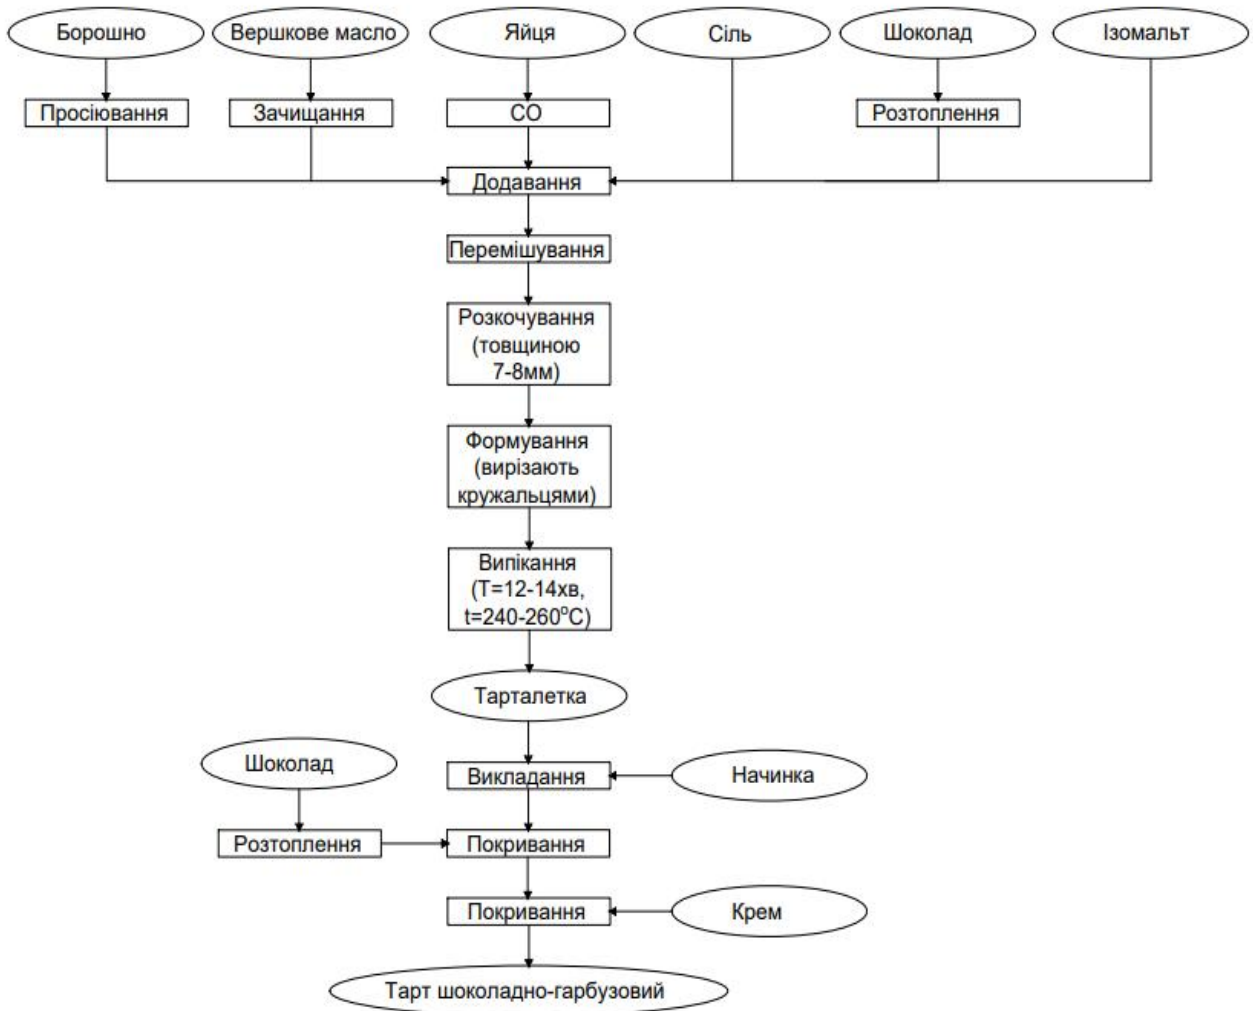 Борошно
Вершкове масло
Яйця
Сіль
Шоколад
Ізомальт
Просіювання
Зачищання
СО
Розтоплення
Додавання
Перемішування
Розкочування
(товщиною
7-8мм)
Формування
(вирізають
кружальцями)
Випікання
(Т=12-14хв,
t=240-260°С)
Тарталетка
Шоколад
Викладання
Начинка
Розтоплення
Покривання
Покривання
Крем
Тарт шоколадно-гарбузовий